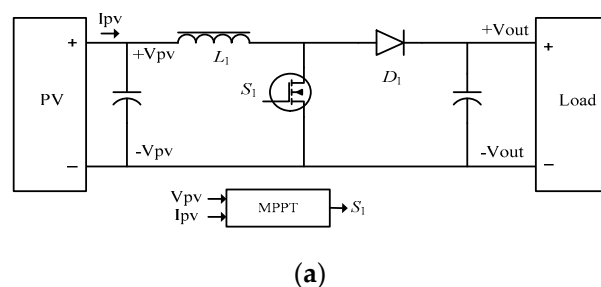 Ipv
+ +Vpv L1 D1 +Vout +
PV S1 Load
− -Vpv -Vout −
Vpv
Ipv MPPT S1
(a)